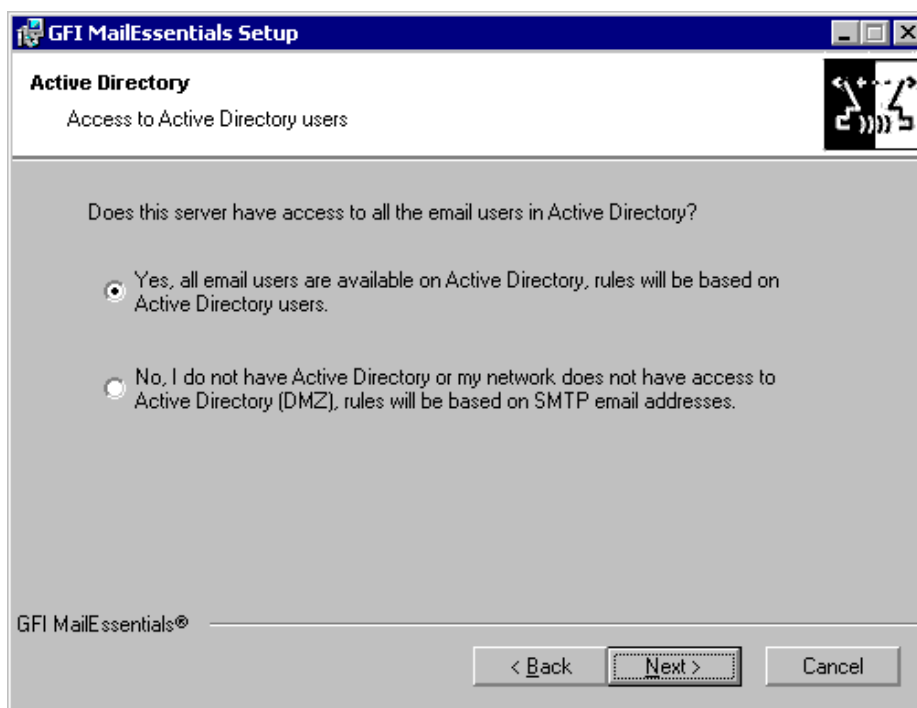 GFI MailEssentials Setup
Active Directory
Access to Active Directory users
Does this server have access to all the email users in Active Directory?
Yes, all email users are available on Active Directory, rules will be based on
Active Directory users.
No, I do not have Active Directory or my network does not have access to
Active Directory (DMZ), rules will be based on SMTP email addresses.
GFI MailEssentials®
< Back
Next >
Cancel